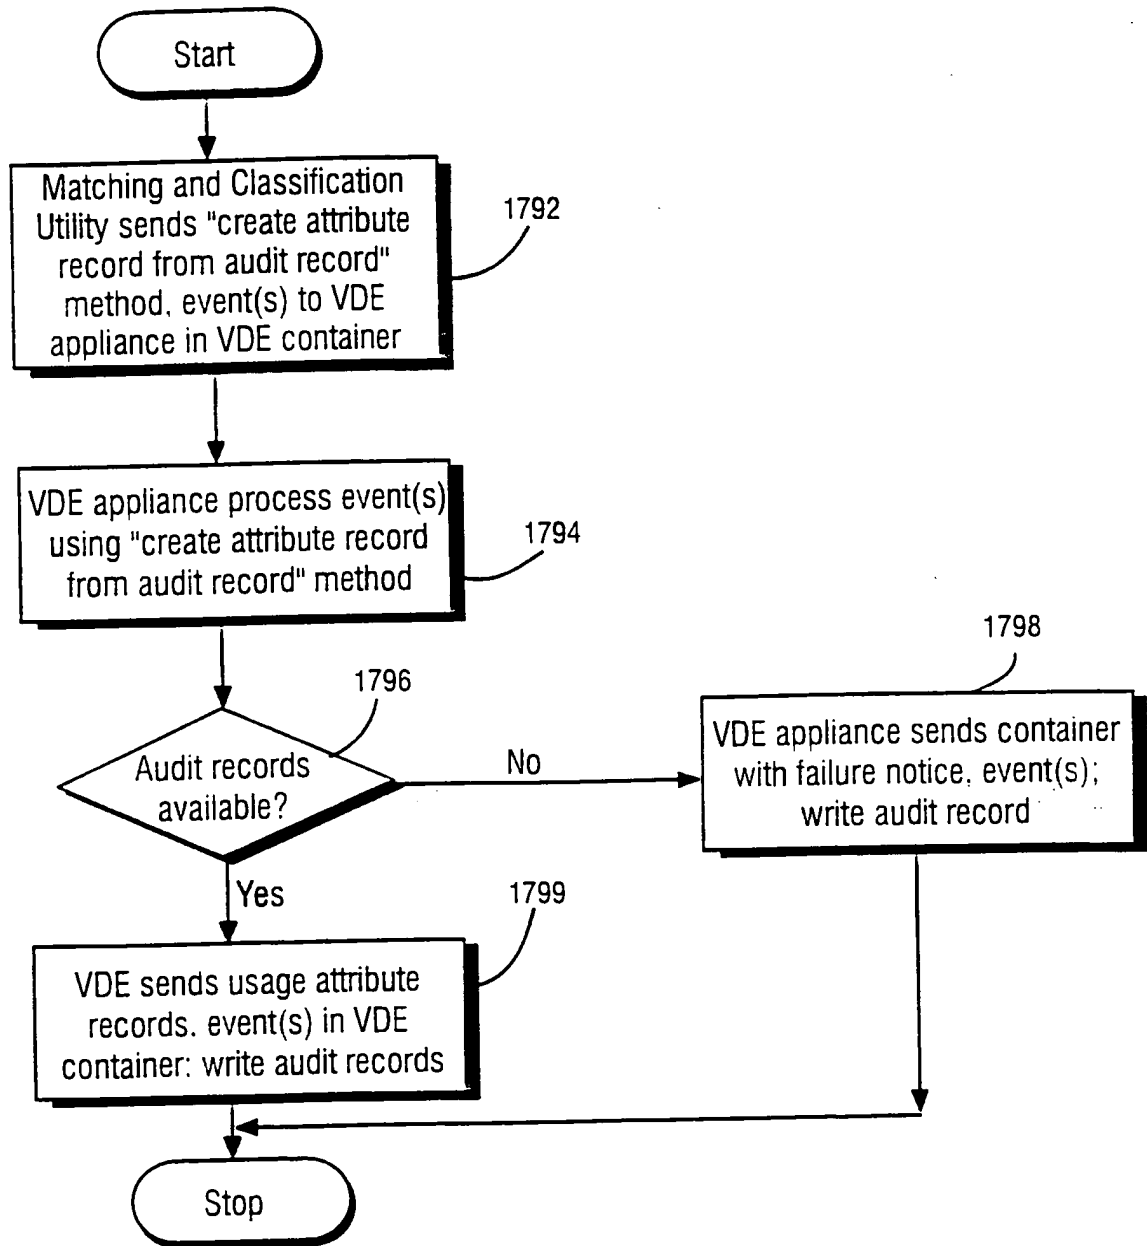 Start
Matching and Classification
Utility sends "create attribute
record from audit record"
method, event(s) to VDE
appliance in VDE container
1792
VDE appliance process event(s)
using "create attribute record
from audit record" method
1794
1796
Audit records
available?
No
Yes
1798
VDE appliance sends container
with failure notice, event(s);
write audit record
1799
VDE sends usage attribute
records. event(s) in VDE
container: write audit records
Stop